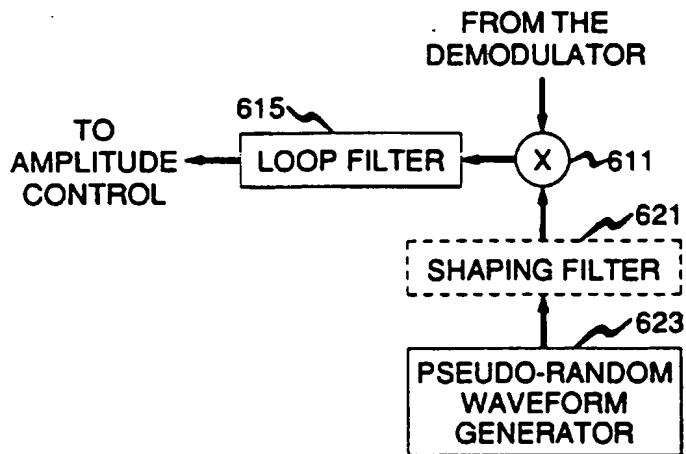 FROM THE
DEMODULATOR
615
TO
AMPLITUDE
CONTROL
LOOP FILTER
X
611
621
SHAPING FILTER
623
PSEUDO-RANDOM
WAVEFORM
GENERATOR